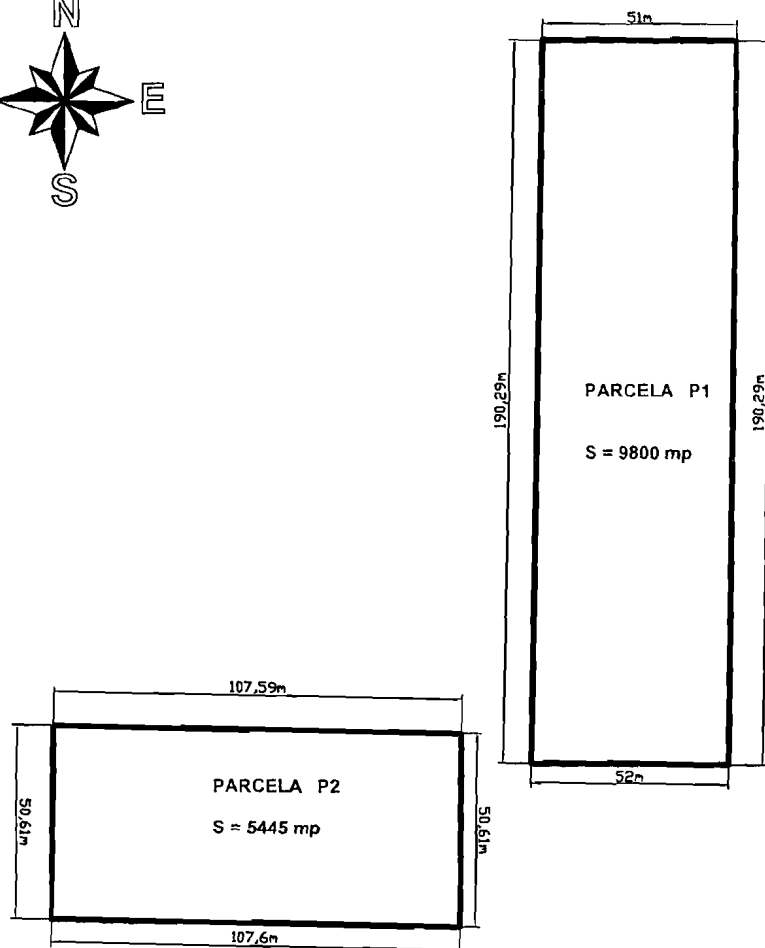 N
E
S
51m
190,29m
PARCELA P1
190,29m
S = 9800 mp
52m
107,59m
50,61m
PARCELA P2
50,61m
S = 5445 mp
107,6m